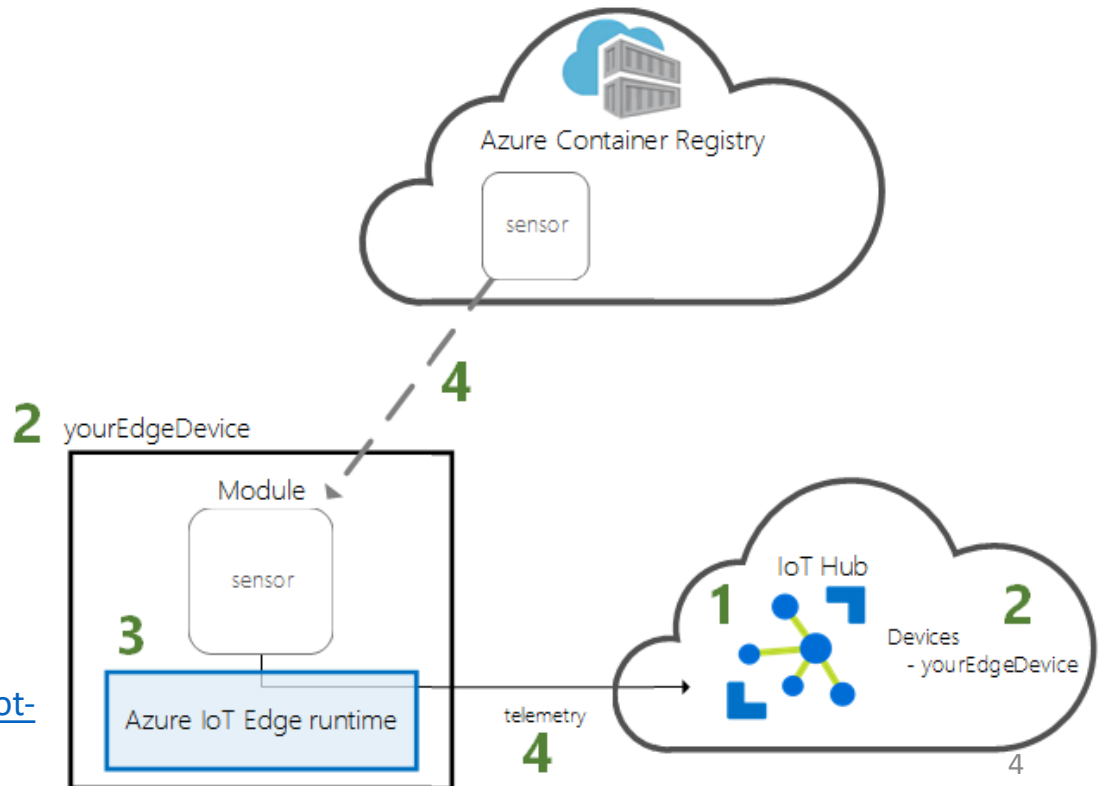 Azure Container Registry
sensor
4
2
yourEdgeDevice
Module
sensor
3
Azure IoT Edge runtime
ot-
telemetry
4
IoT Hub
1
2
Devices
- yourEdgeDevice
4